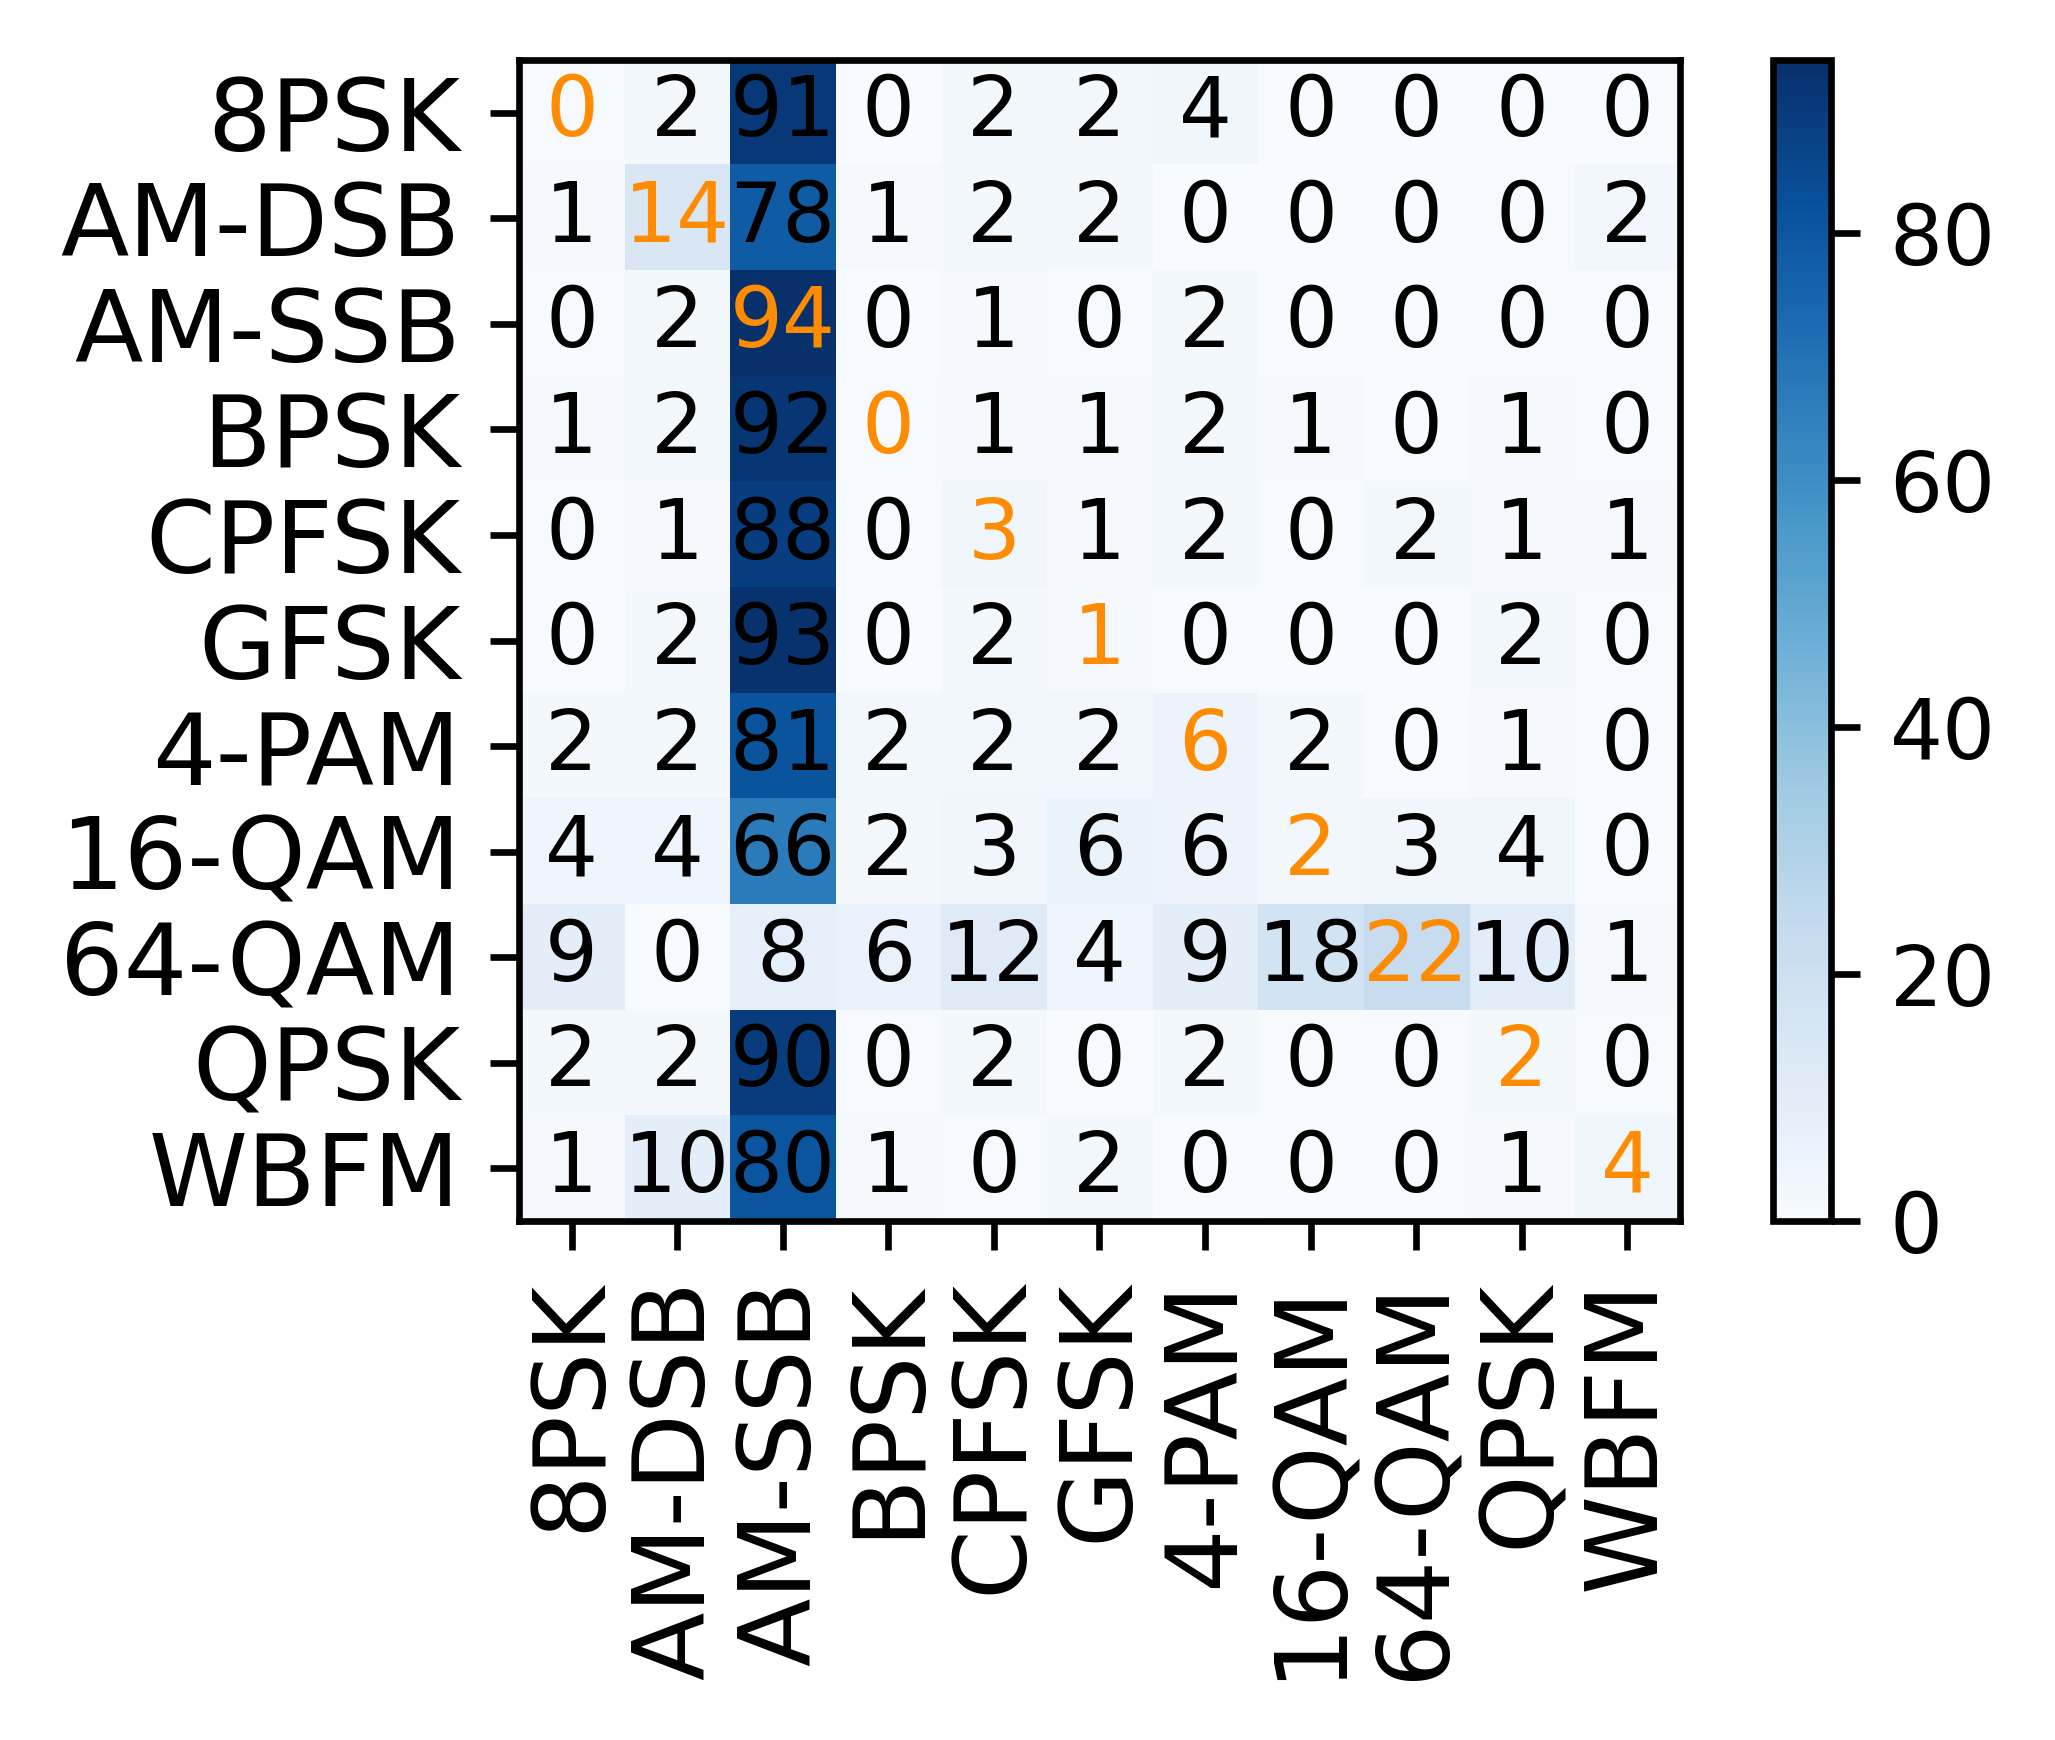 8PSK 0 2 91 0 2 2 4 0 0 0 0
AM-DSB 1 14 78 1 2 2 0 0 0 0 2
AM-SSB 0 2 94 0 1 0 2 0 0 0 0
BPSK 1 2 92 0 1 1 2 1 0 1 0
CPFSK 0 1 88 0 3 1 2 0 2 1 1
GFSK 0 2 93 0 2 1 0 0 0 2 0
4-PAM 2 2 81 2 2 2 6 2 0 1 0
16-QAM 4 4 66 2 3 6 6 2 3 4 0
64-QAM 9 0 8 6 12 4 9 18 22 10 1
QPSK 2 2 90 0 2 0 2 0 0 2 0
WBFM 1 10 80 1 0 2 0 0 0 1 4
8PSK
AM-DSB
AM-SSB
BPSK
CPFSK
GFSK
4-PAM
16-QAM
64-QAM
QPSK
WBFM
80
60
40
20
0